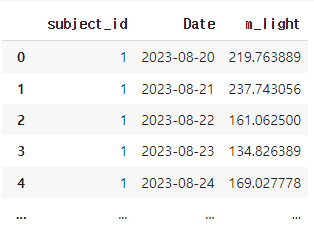 subject_id Date m_light
0 1 2023-08-20 219.763889
1 1 2023-08-21 237.743056
2 1 2023-08-22 161.062500
3 1 2023-08-23 134.826389
4 1 2023-08-24 169.027778
... ... ... ...